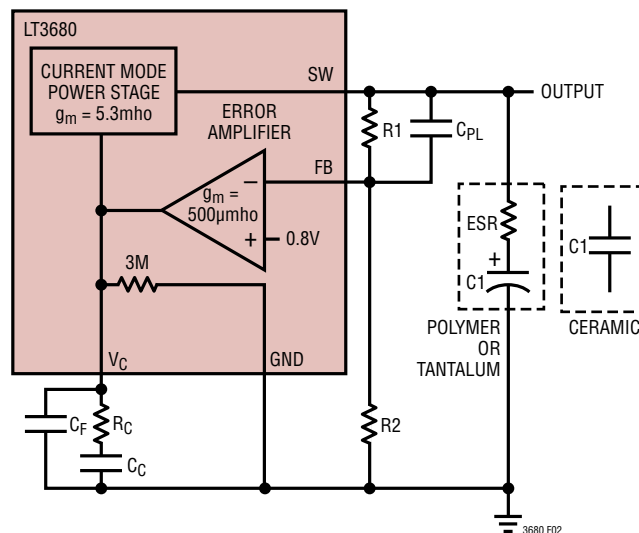 LT3680
CURRENT MODE
POWER STAGE
gm = 5.3mho
SW
OUTPUT
ERROR
AMPLIFIER
R1
CPL
FB
gm =
500µmho
–
+
0.8V
3M
ESR
+
C1
C1
POLYMER
OR
TANTALUM
CERAMIC
VC
GND
CF
RC
CC
R2
3680 F02